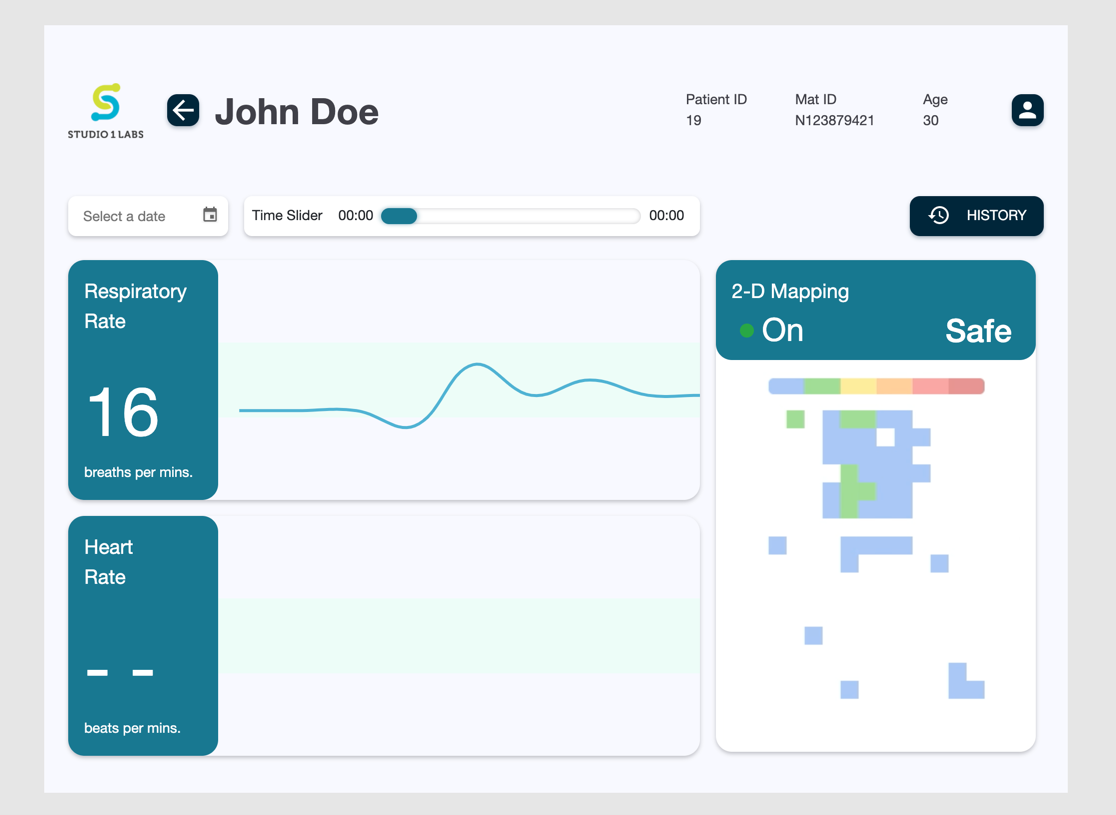 STUDIO 1 LABS
John Doe
Patient ID
19
Mat ID
N123879421
Age
30
Select a date
Time Slider 00:00 00:00
HISTORY
Respiratory
Rate
16
breaths per mins.
2-D Mapping
On Safe
Heart
Rate
- -
beats per mins.